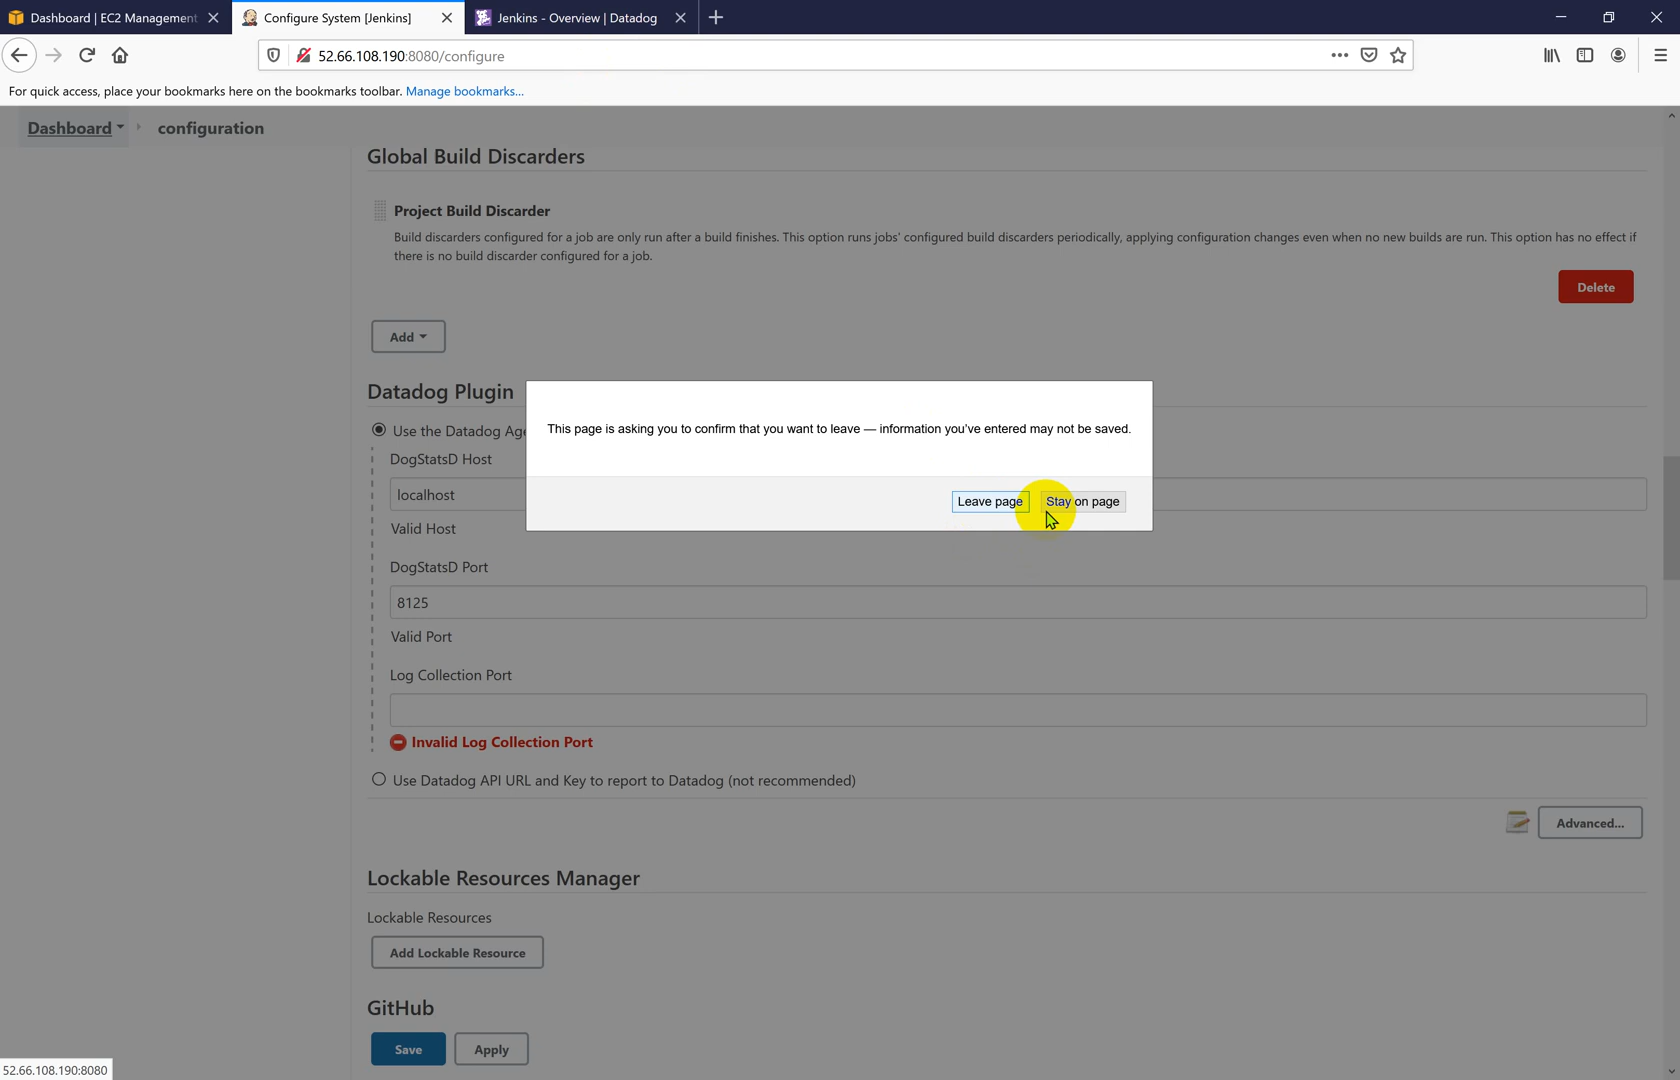 Dashboard | EC2 Management
Configure System [Jenkins]
Jenkins - Overview | Datadog
52.66.108.190:8080/configure
For quick access, place your bookmarks here on the bookmarks toolbar. Manage bookmarks...
Dashboard
configuration
Global Build Discarders
Project Build Discarder
Build discarders configured for a job are only run after a build finishes. This option runs jobs' configured build discarders periodically, applying configuration changes even when no new builds are run. This option has no effect if
there is no build discarder configured for a job.
Delete
Add
Datadog Plugin
This page is asking you to confirm that you want to leave — information you've entered may not be saved.
Use the Datadog Age
DogStatsD Host
localhost
Leave page
Stay on page
Valid Host
DogStatsD Port
8125
Valid Port
Log Collection Port
Invalid Log Collection Port
Use Datadog API URL and Key to report to Datadog (not recommended)
Advanced...
Lockable Resources Manager
Lockable Resources
Add Lockable Resource
GitHub
Save
Apply
52.66.108.190:8080